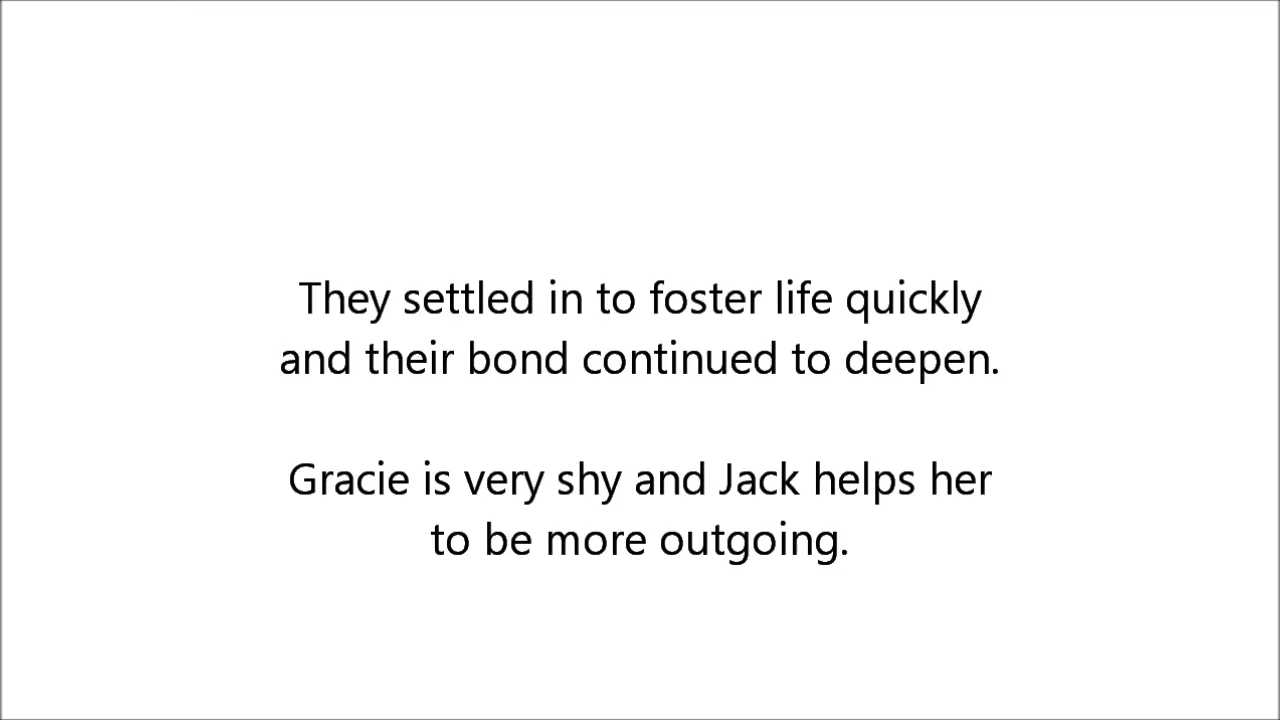 They settled in to foster life quickly
and their bond continued to deepen.
Gracie is very shy and Jack helps her
to be more outgoing.